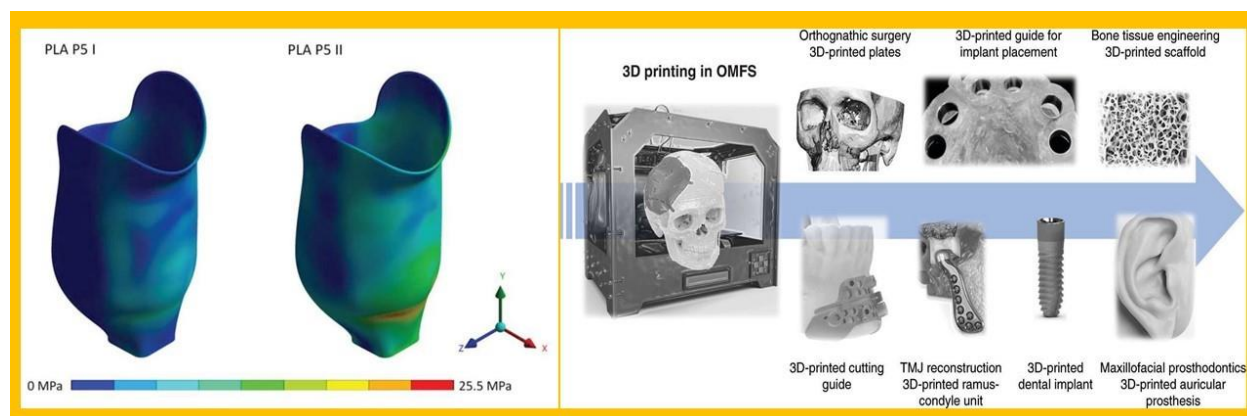 PLA P5 I
PLA P5 II
Y
Z
X
0 MPa
25.5 MPa
3D printing in OMFS
Orthognathic surgery
3D-printed plates
3D-printed guide for
implant placement
Bone tissue engineering
3D-printed scaffold
3D-printed cutting
guide
TMJ reconstruction
3D-printed ramus-
condyle unit
3D-printed
dental implant
Maxillofacial prosthodontics
3D-printed auricular
prosthesis